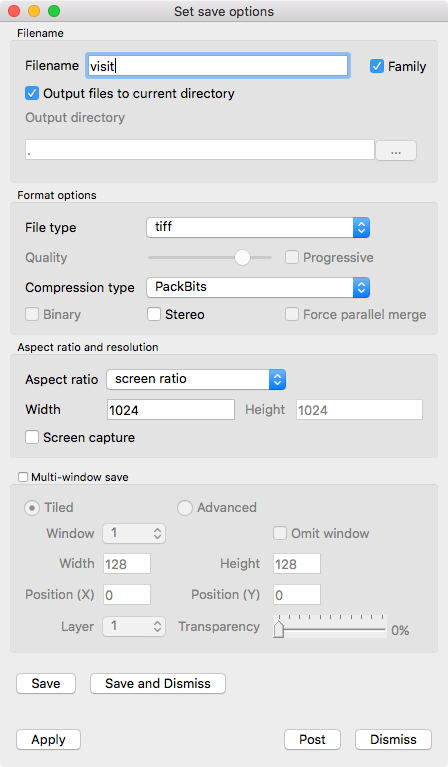 Set save options
Filename
Filename visit Family
Output files to current directory
Output directory
. ...
Format options
File type tiff
Quality Progressive
Compression type PackBits
Binary Stereo Force parallel merge
Aspect ratio and resolution
Aspect ratio screen ratio
Width 1024 Height 1024
Screen capture
Multi-window save
Tiled Advanced
Window 1 Omit window
Width 128 Height 128
Position (X) 0 Position (Y) 0
Layer 1 Transparency 0%
Save Save and Dismiss
Apply Post Dismiss